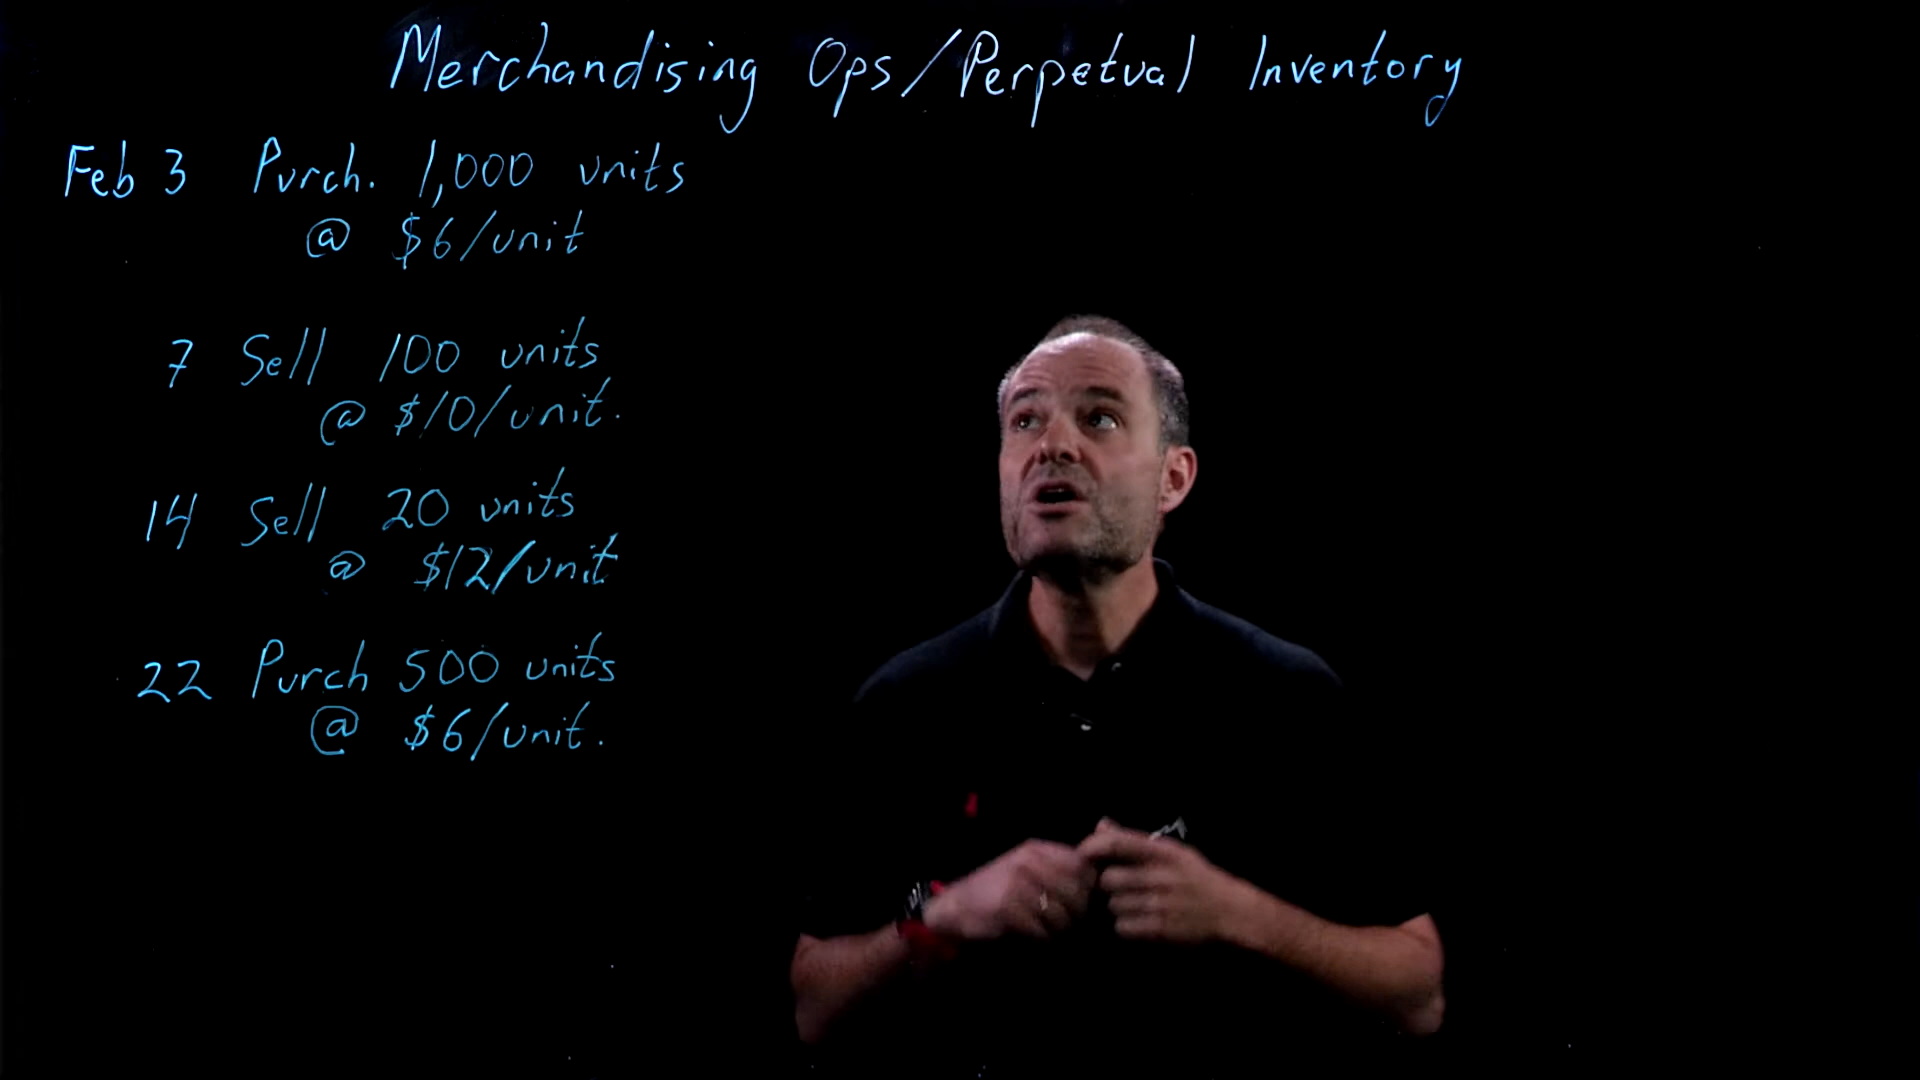 Merchandising Ops/Perpetual Inventory
Feb 3 Purch. 1,000 units
@ $6/unit
7 Sell 100 units
@ $10/unit.
14 Sell 20 units
@ $12/unit
22 Purch 500 units
@ $6/unit.